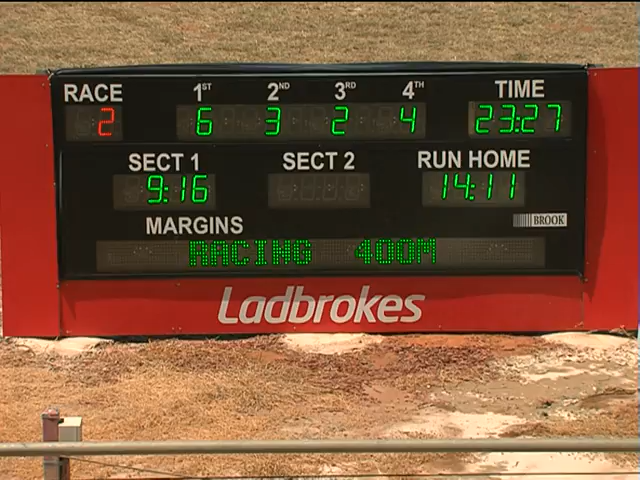 RACE 1ST 2ND 3RD 4TH TIME
2 6 3 2 4 23:27
SECT 1 SECT 2 RUN HOME
9:16 14:11
BROOK
MARGINS
RACING 400M
Ladbrokes